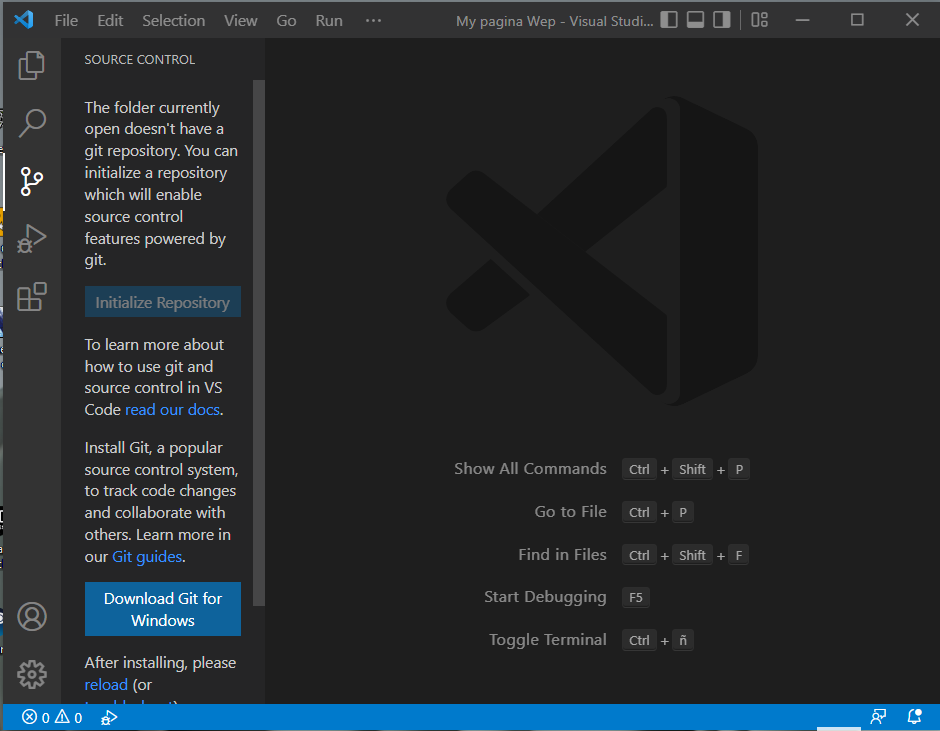 File Edit Selection View Go Run ··· My pagina Wep - Visual Studi...
SOURCE CONTROL
The folder currently
open doesn't have a
git repository. You can
initialize a repository
which will enable
source control
features powered by
git.
Initialize Repository
To learn more about
how to use git and
source control in VS
Code read our docs.
Install Git, a popular
source control system,
to track code changes
and collaborate with
others. Learn more in
our Git guides.
Download Git for
Windows
After installing, please
reload (or
Show All Commands Ctrl + Shift + P
Go to File Ctrl + P
Find in Files Ctrl + Shift + F
Start Debugging F5
Toggle Terminal Ctrl + ñ
0 0